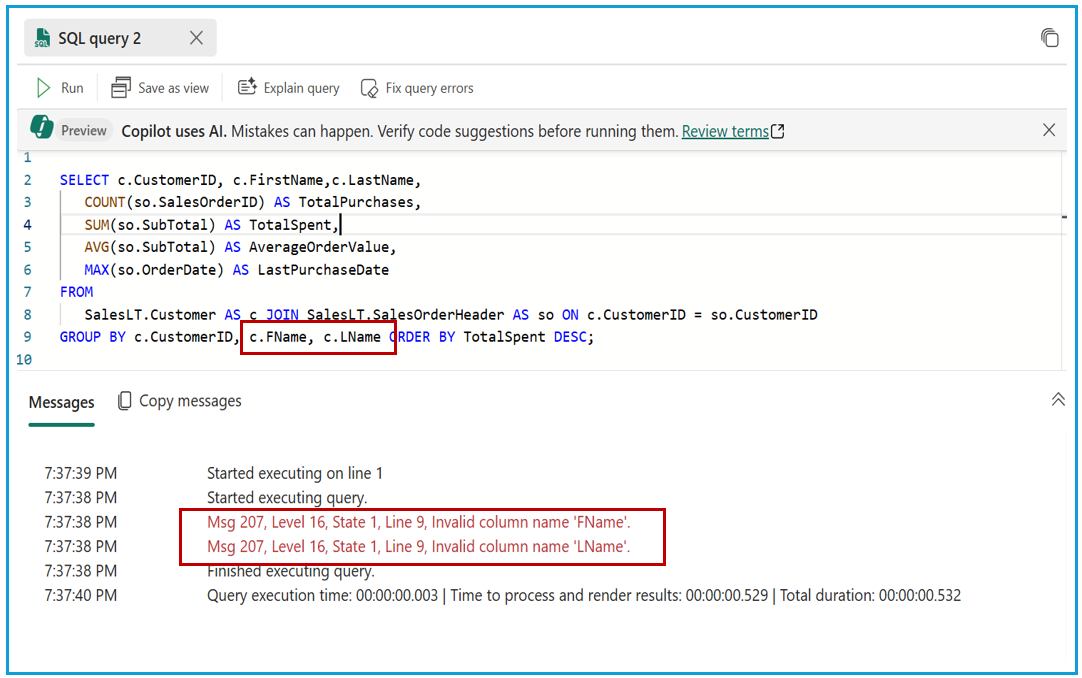 SQL query 2
Run Save as view Explain query Fix query errors
Preview Copilot uses AI. Mistakes can happen. Verify code suggestions before running them. Review terms
1
2 SELECT c.CustomerID, c.FirstName,c.LastName,
3 COUNT(so.SalesOrderID) AS TotalPurchases,
4 SUM(so.SubTotal) AS TotalSpent,
5 AVG(so.SubTotal) AS AverageOrderValue,
6 MAX(so.OrderDate) AS LastPurchaseDate
7 FROM
8 SalesLT.Customer AS c JOIN SalesLT.SalesOrderHeader AS so ON c.CustomerID = so.CustomerID
9 GROUP BY c.CustomerID, c.FName, c.LName ORDER BY TotalSpent DESC;
10
Messages Copy messages
7:37:39 PM Started executing on line 1
7:37:38 PM Started executing query.
7:37:38 PM Msg 207, Level 16, State 1, Line 9, Invalid column name 'FName'.
7:37:38 PM Msg 207, Level 16, State 1, Line 9, Invalid column name 'LName'.
7:37:38 PM Finished executing query.
7:37:40 PM Query execution time: 00:00:00.003 | Time to process and render results: 00:00:00.529 | Total duration: 00:00:00.532